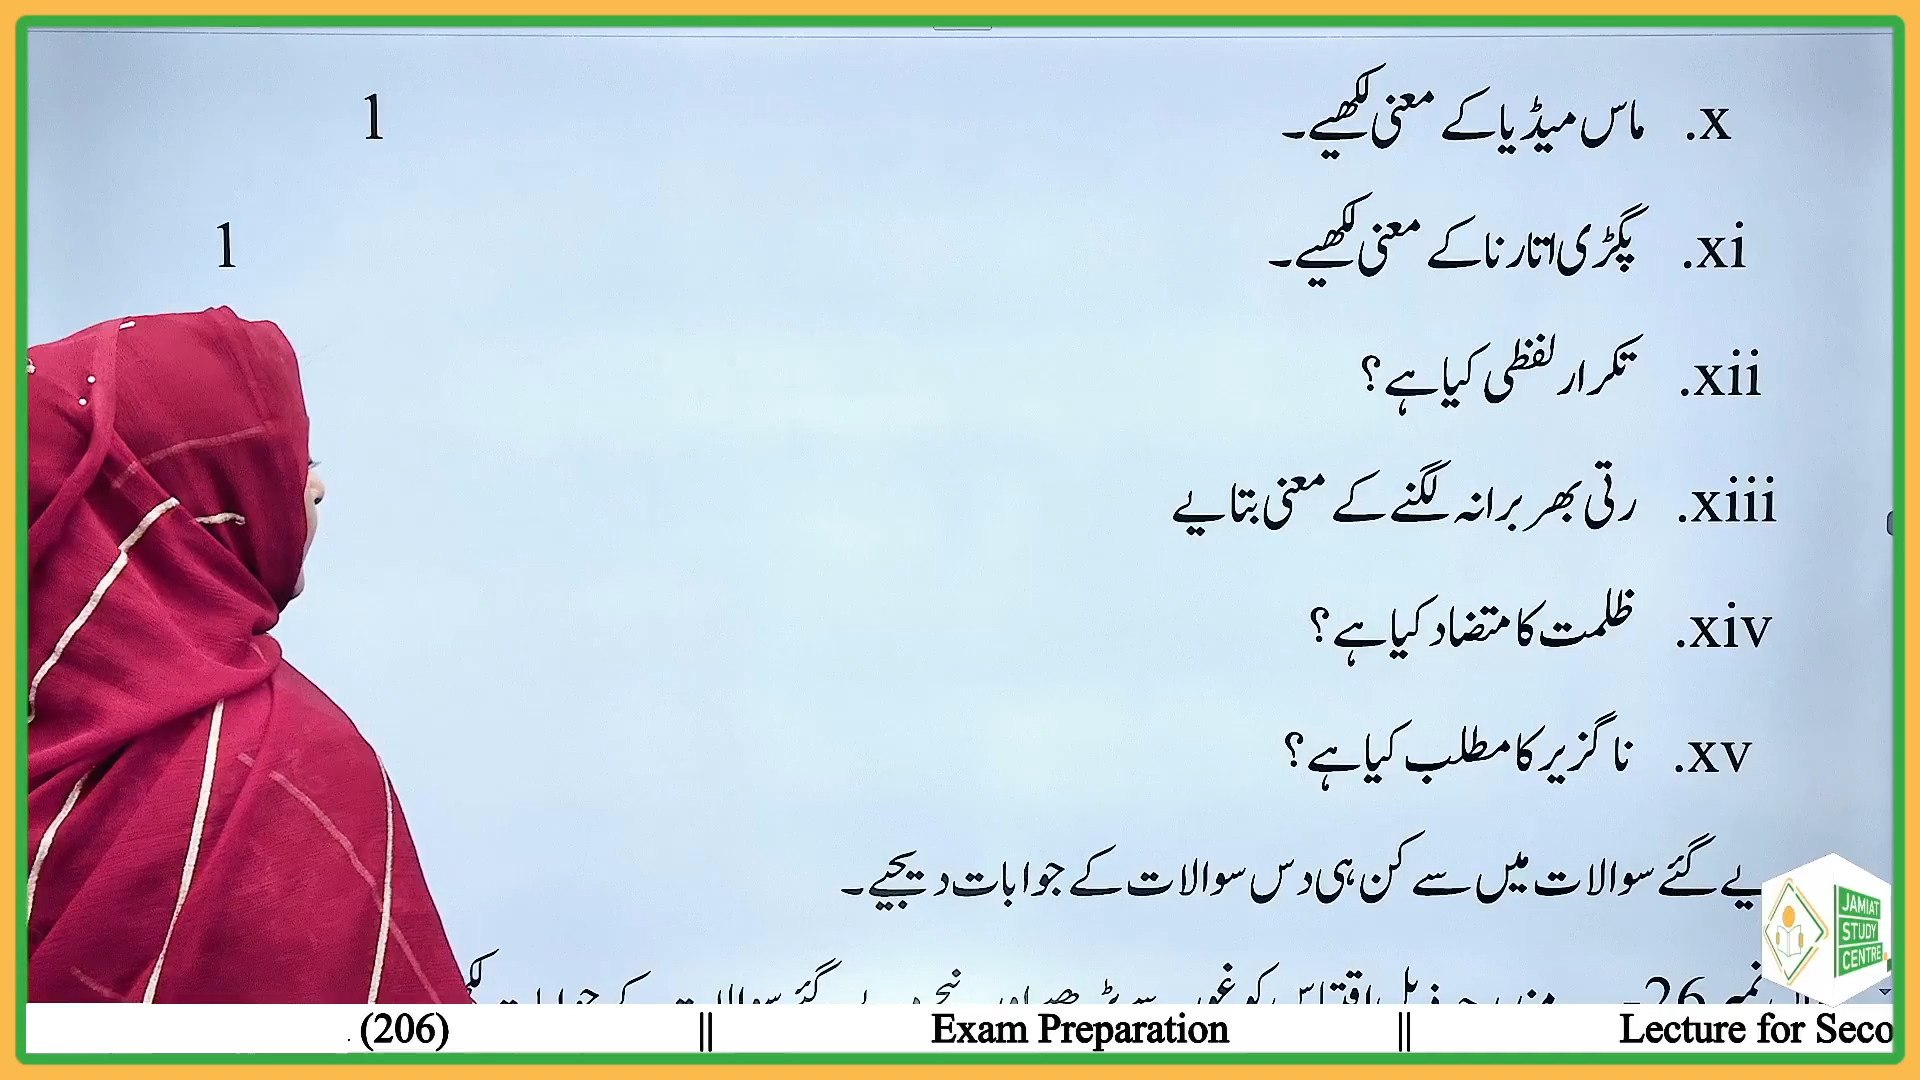 x. ماس میڈیا کے معنی لکھیے۔ 1
xi. پگڑی اتارنا کے معنی لکھیے۔ 1
xii. تکرار لفظی کیا ہے؟
xiii. رتی بھر برا نہ لگنے کے معنی بتایے
xiv. ظلمت کا متضاد کیا ہے؟
xv. ناگزیر کا مطلب کیا ہے؟
یے گئے سوالات میں سے کن ہی دس سوالات کے جوابات دیجیے۔
نمبر 26-
JAMIAT
STUDY
CENTRE
(206) || Exam Preparation || Lecture for Seco